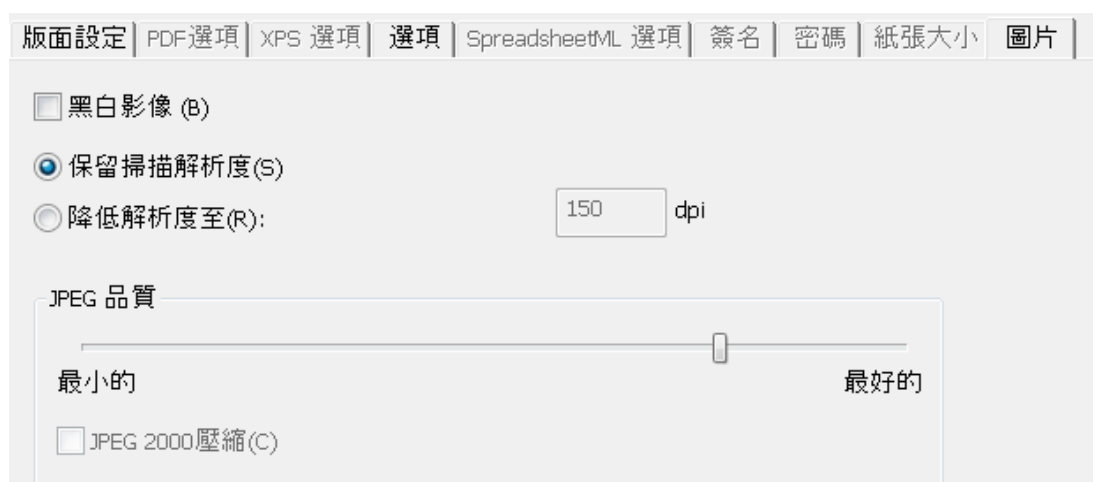 版面設定 PDF選項 XPS 選項 選項 SpreadsheetML 選項 簽名 密碼 紙張大小 圖片
黑白影像 (B)
保留掃描解析度(S)
降低解析度至(R): 150 dpi
JPEG 品質
最小的 最好的
JPEG 2000壓縮(C)